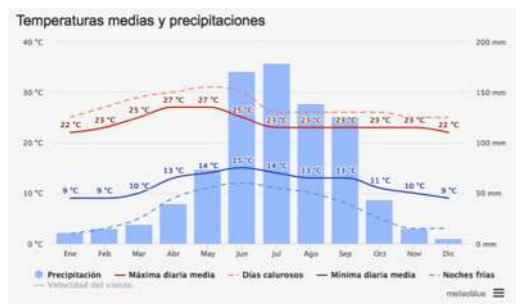 Temperaturas medias y precipitaciones
40 °C
200 mm
30 °C
150 mm
20 °C
100 mm
10 °C
50 mm
0 °C
0 mm
22 °C 23 °C 25 °C 27 °C 27 °C 25 °C 23 °C 23 °C 23 °C 23 °C 23 °C 22 °C
9 °C 9 °C 10 °C 13 °C 14 °C 15 °C 14 °C 13 °C 13 °C 11 °C 10 °C 9 °C
Ene Feb Mar Abr May Jun Jul Ago Sep Oct Nov Dic
Precipitación Máxima diaria media Días calurosos Mínima diaria media Noches frías
Velocidad del viento
meteoblue